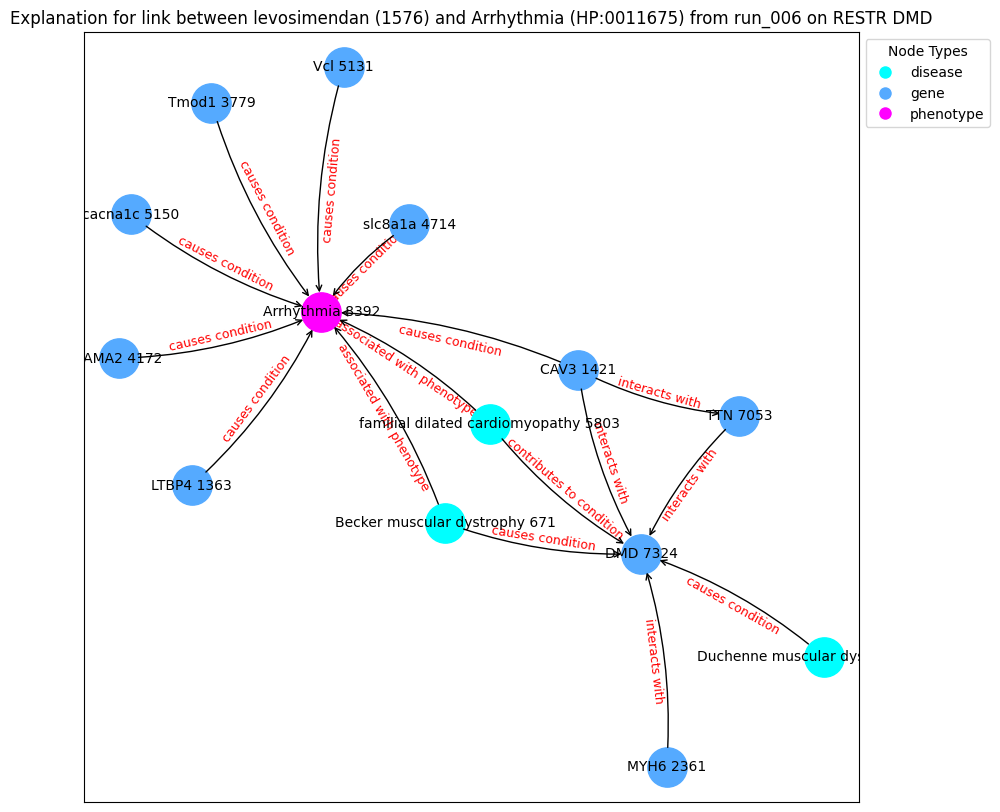 Explanation for link between levosimendan (1576) and Arrhythmia (HP:0011675) from run_006 on RESTR DMD
Node Types
disease
gene
phenotype
Vcl 5131
Tmod1 3779
cacna1c 5150
slc8a1a 4714
Arrhythmia 8392
AMA2 4172
CAV3 1421
TTN 7053
familial dilated cardiomyopathy 5803
LTBP4 1363
Becker muscular dystrophy 671
DMD 7324
Duchenne muscular dys
MYH6 2361
causes condition
causes condition
causes condition
causes condition
causes condition
causes condition
causes condition
associated with phenotype
associated with phenotype
interacts with
interacts with
interacts with
contributes to condition
causes condition
causes condition
interacts with